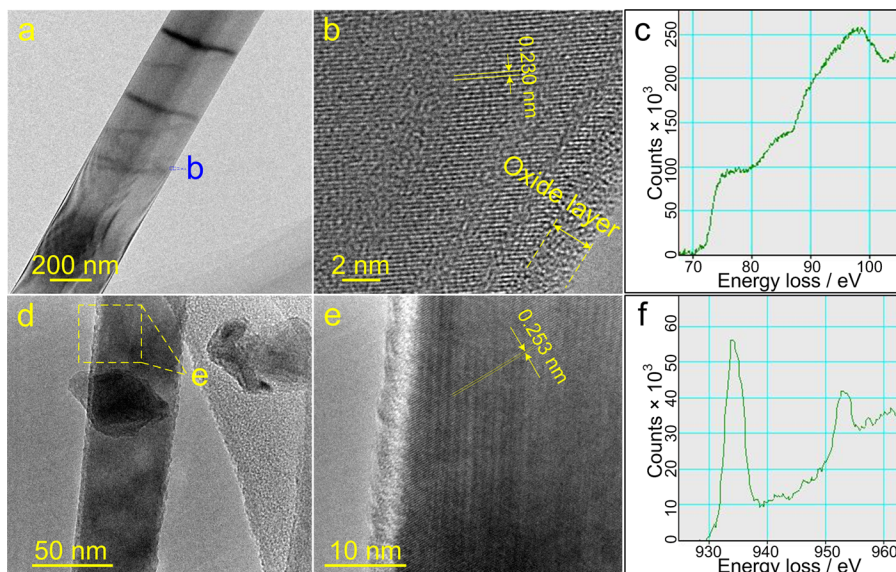 a
b
200 nm
b
0.230 nm
Oxide layer
2 nm
c
Counts × 10³
250
200
150
100
50
0
70 80 90 100
Energy loss / eV
d
e
50 nm
e
0.253 nm
10 nm
f
Counts × 10³
60
50
40
30
20
10
0
930 940 950 960
Energy loss / eV